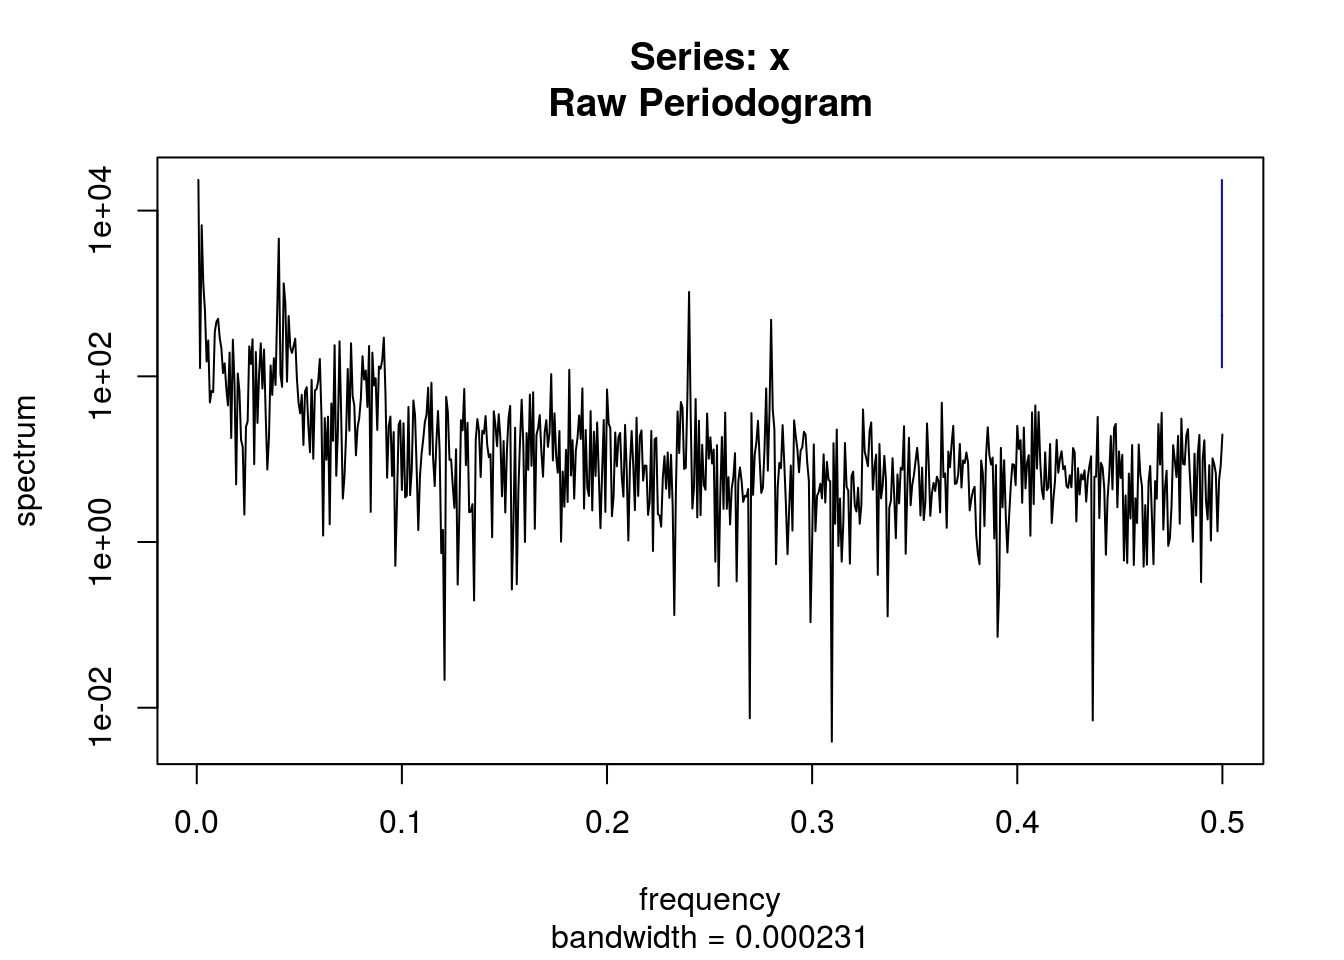 Series: x
Raw Periodogram
spectrum
1e+04
1e+02
1e+00
1e-02
0.0 0.1 0.2 0.3 0.4 0.5
frequency
bandwidth = 0.000231